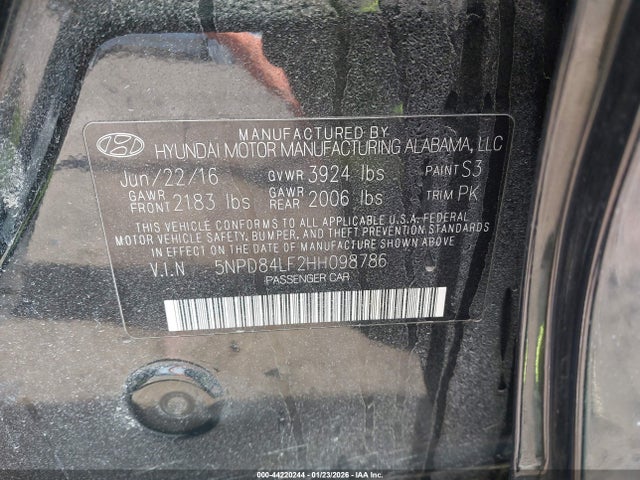 MANUFACTURED BY
HYUNDAI MOTOR MANUFACTURING ALABAMA, LLC
Jun/22/16 GVWR 3924 lbs PAINT S3
GAWR FRONT 2183 lbs GAWR REAR 2006 lbs TRIM PK
THIS VEHICLE CONFORMS TO ALL APPLICABLE U.S.A. FEDERAL
MOTOR VEHICLE SAFETY, BUMPER, AND THEFT PREVENTION STANDARDS
IN EFFECT ON THE DATE OF MANUFACTURE SHOWN ABOVE.
V.I.N 5NPD84LF2HH098786
PASSENGER CAR
000-44220244 - 01/23/2026 - IAA Inc.